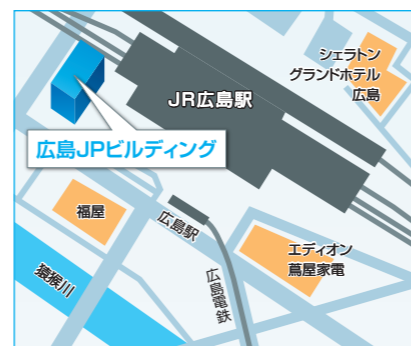 シェラトン
グランドホテル
広島
JR広島駅
広島JPビルディング
福屋
広島駅
エディオン
蔦屋家電
猿猴川
広島電鉄